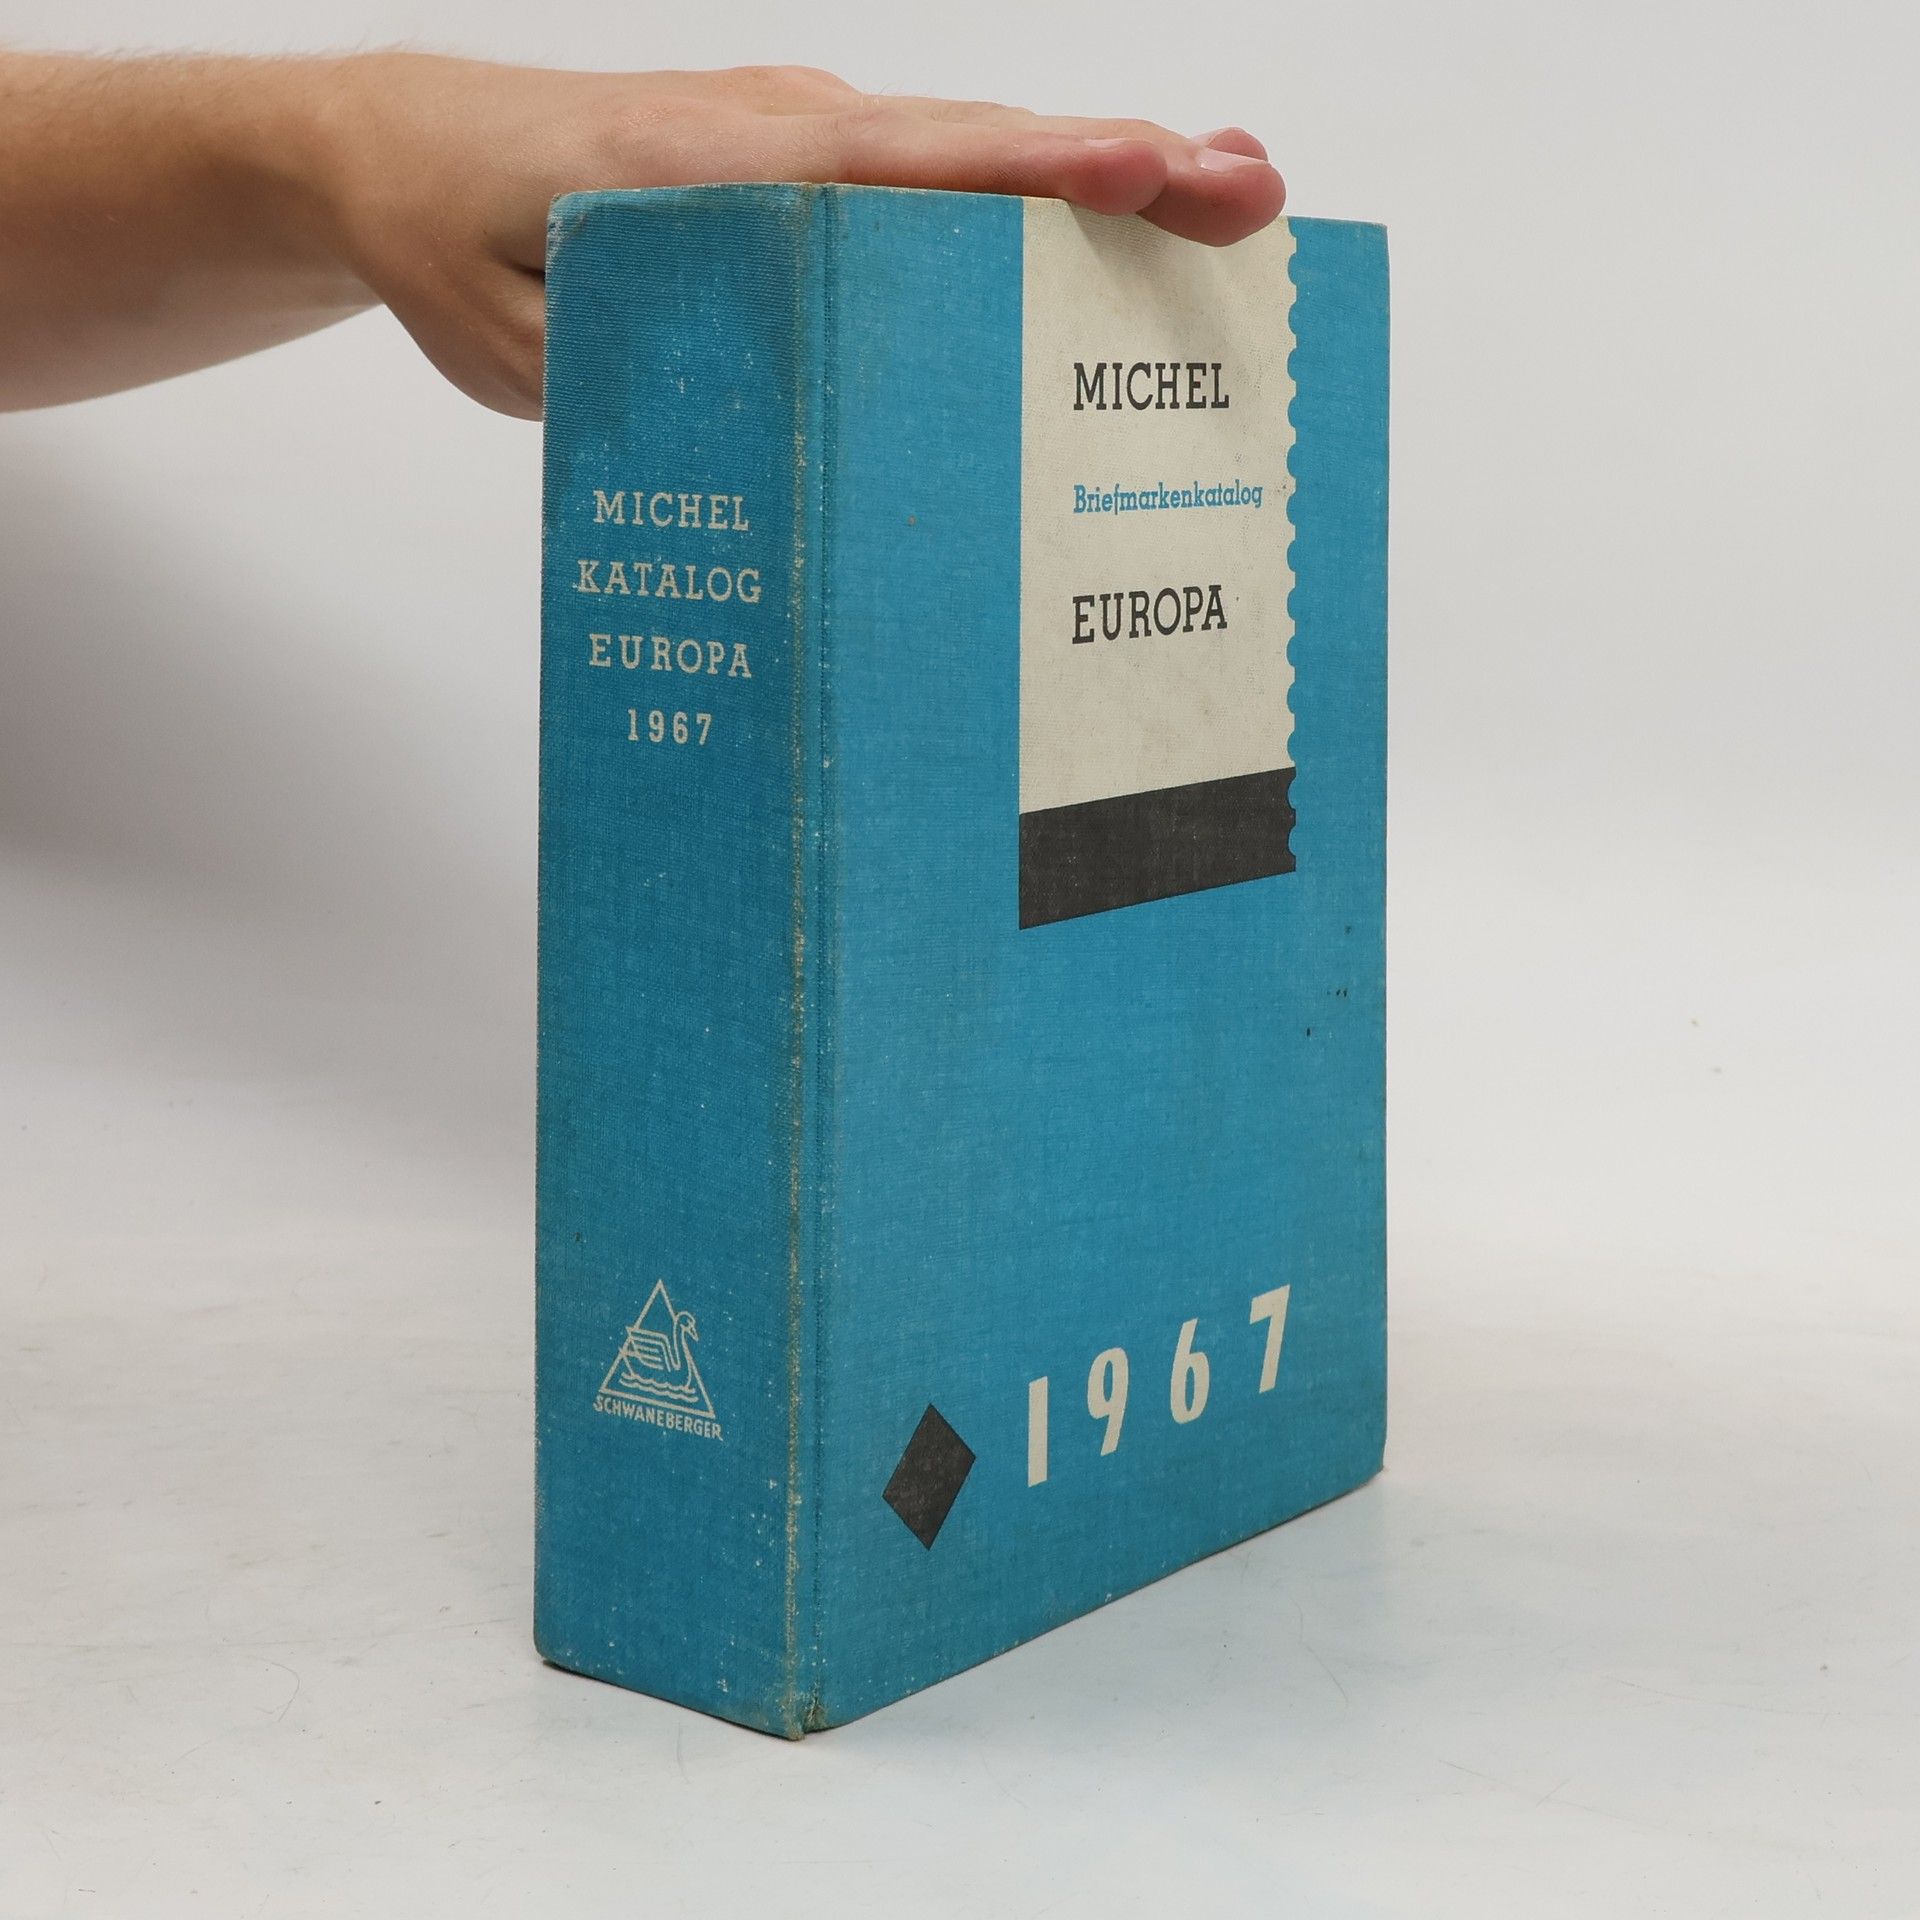 MICHEL
KATALOG
EUROPA
1967
SCHWANEBERGER
MICHEL
Briefmarkenkatalog
EUROPA
1967